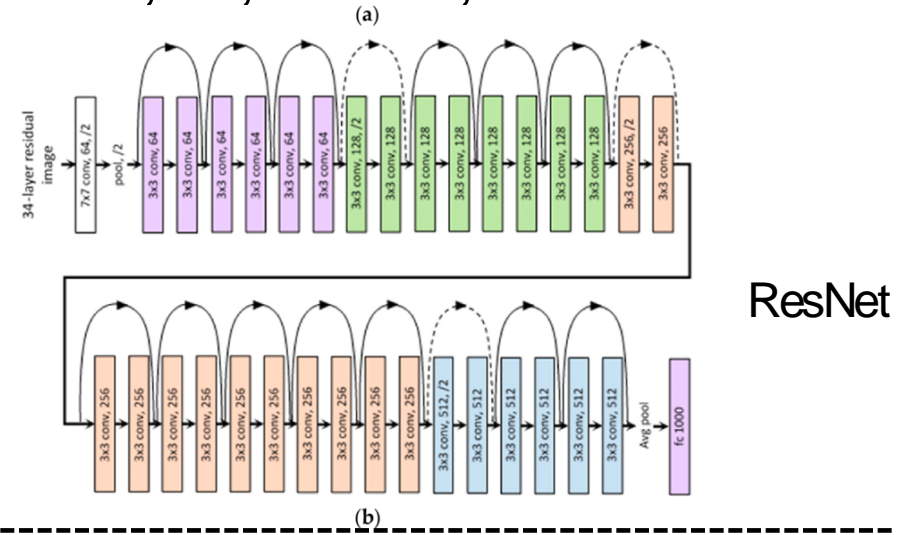 (a)
34-layer residual
image
7x7 conv, 64, /2
pool, /2
3x3 conv, 64
3x3 conv, 64
3x3 conv, 64
3x3 conv, 64
3x3 conv, 64
3x3 conv, 64
3x3 conv, 128, /2
3x3 conv, 128
3x3 conv, 128
3x3 conv, 128
3x3 conv, 128
3x3 conv, 128
3x3 conv, 128
3x3 conv, 128
3x3 conv, 256, /2
3x3 conv, 256
ResNet
3x3 conv, 256
3x3 conv, 256
3x3 conv, 256
3x3 conv, 256
3x3 conv, 256
3x3 conv, 256
3x3 conv, 256
3x3 conv, 256
3x3 conv, 256
3x3 conv, 256
3x3 conv, 512, /2
3x3 conv, 512
3x3 conv, 512
3x3 conv, 512
3x3 conv, 512
3x3 conv, 512
Avg pool
fc 1000
(b)